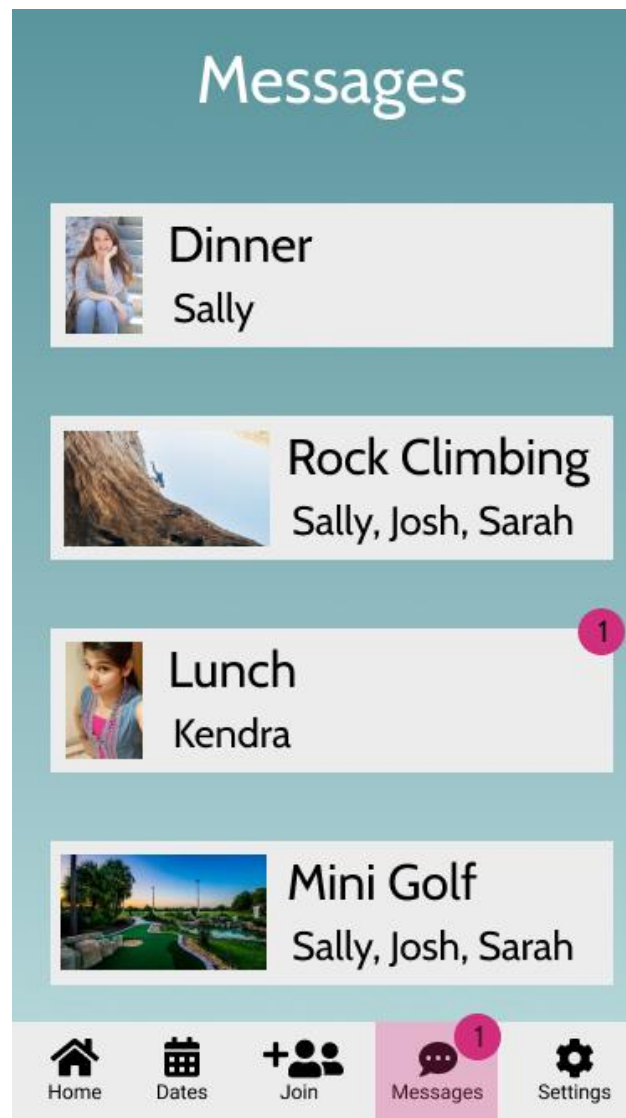 Messages
Dinner
Sally
Rock Climbing
Sally, Josh, Sarah
1
Lunch
Kendra
Mini Golf
Sally, Josh, Sarah
1
Home Dates Join Messages Settings